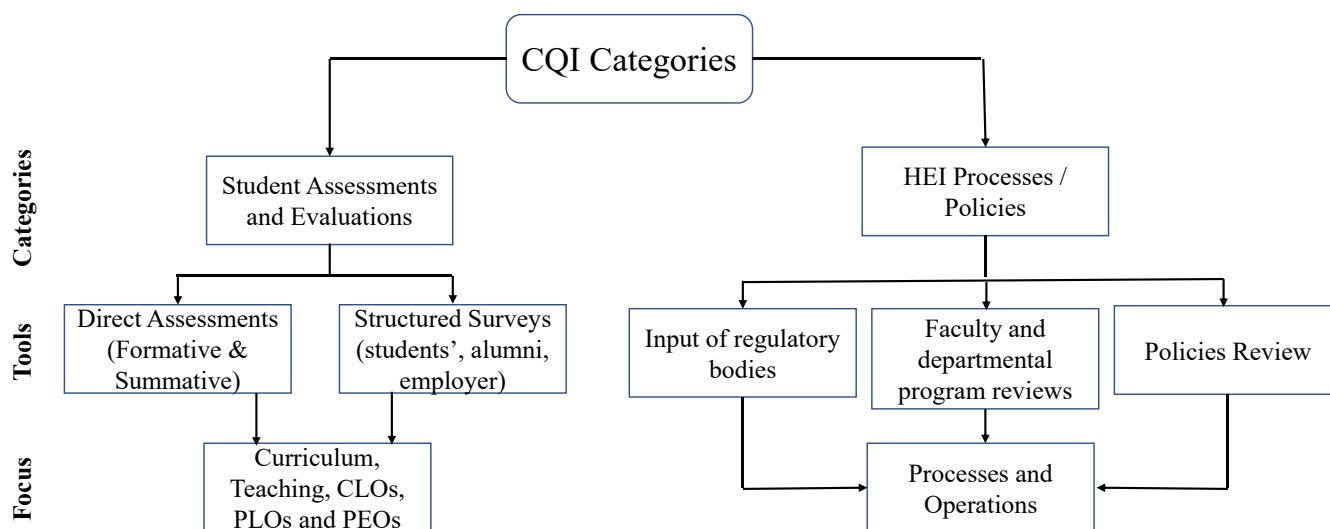 CQI Categories
Categories
Student Assessments
and Evaluations
HEI Processes /
Policies
Tools
Direct Assessments
(Formative &
Summative)
Structured Surveys
(students’, alumni,
employer)
Input of regulatory
bodies
Faculty and
departmental
program reviews
Policies Review
Focus
Curriculum,
Teaching, CLOs,
PLOs and PEOs
Processes and
Operations